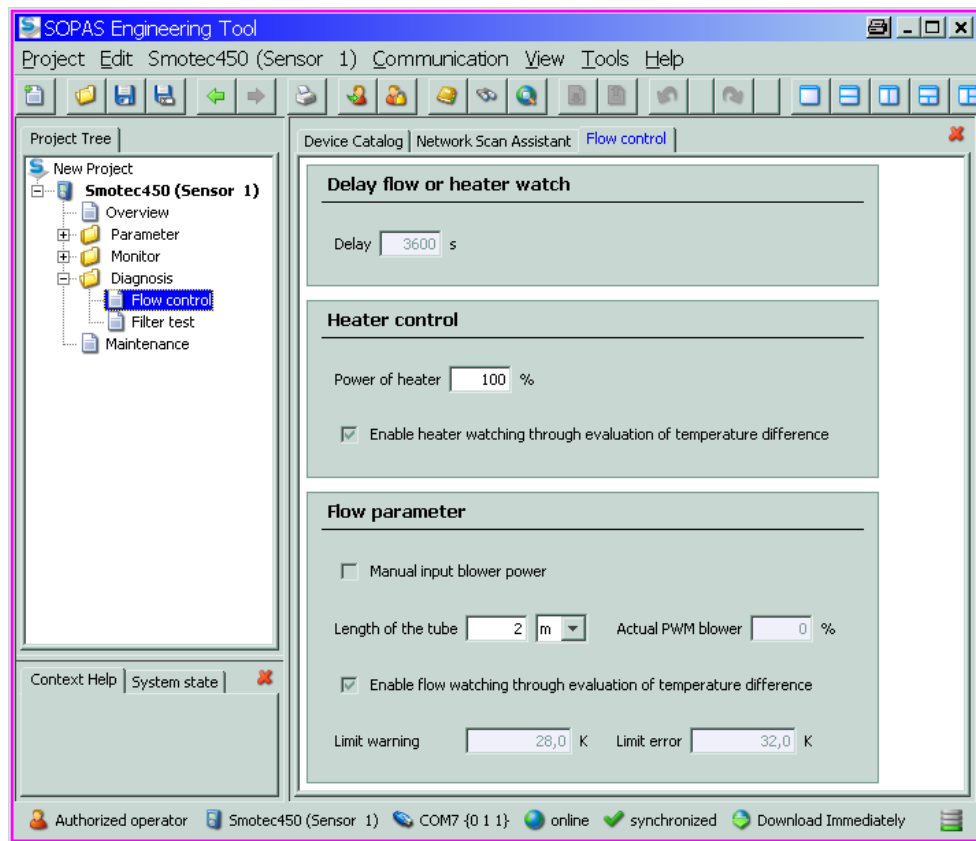 SOPAS Engineering Tool
Project Edit Smotec450 (Sensor 1) Communication View Tools Help
Project Tree
New Project
Smotec450 (Sensor 1)
Overview
Parameter
Monitor
Diagnosis
Flow control
Filter test
Maintenance
Device Catalog Network Scan Assistant Flow control
Delay flow or heater watch
Delay 3600 s
Heater control
Power of heater 100 %
Enable heater watching through evaluation of temperature difference
Flow parameter
Manual input blower power
Length of the tube 2 m Actual PWM blower 0 %
Enable flow watching through evaluation of temperature difference
Limit warning 28,0 K Limit error 32,0 K
Context Help System state
Authorized operator Smotec450 (Sensor 1) COM7 {0 1 1} online synchronized Download Immediately